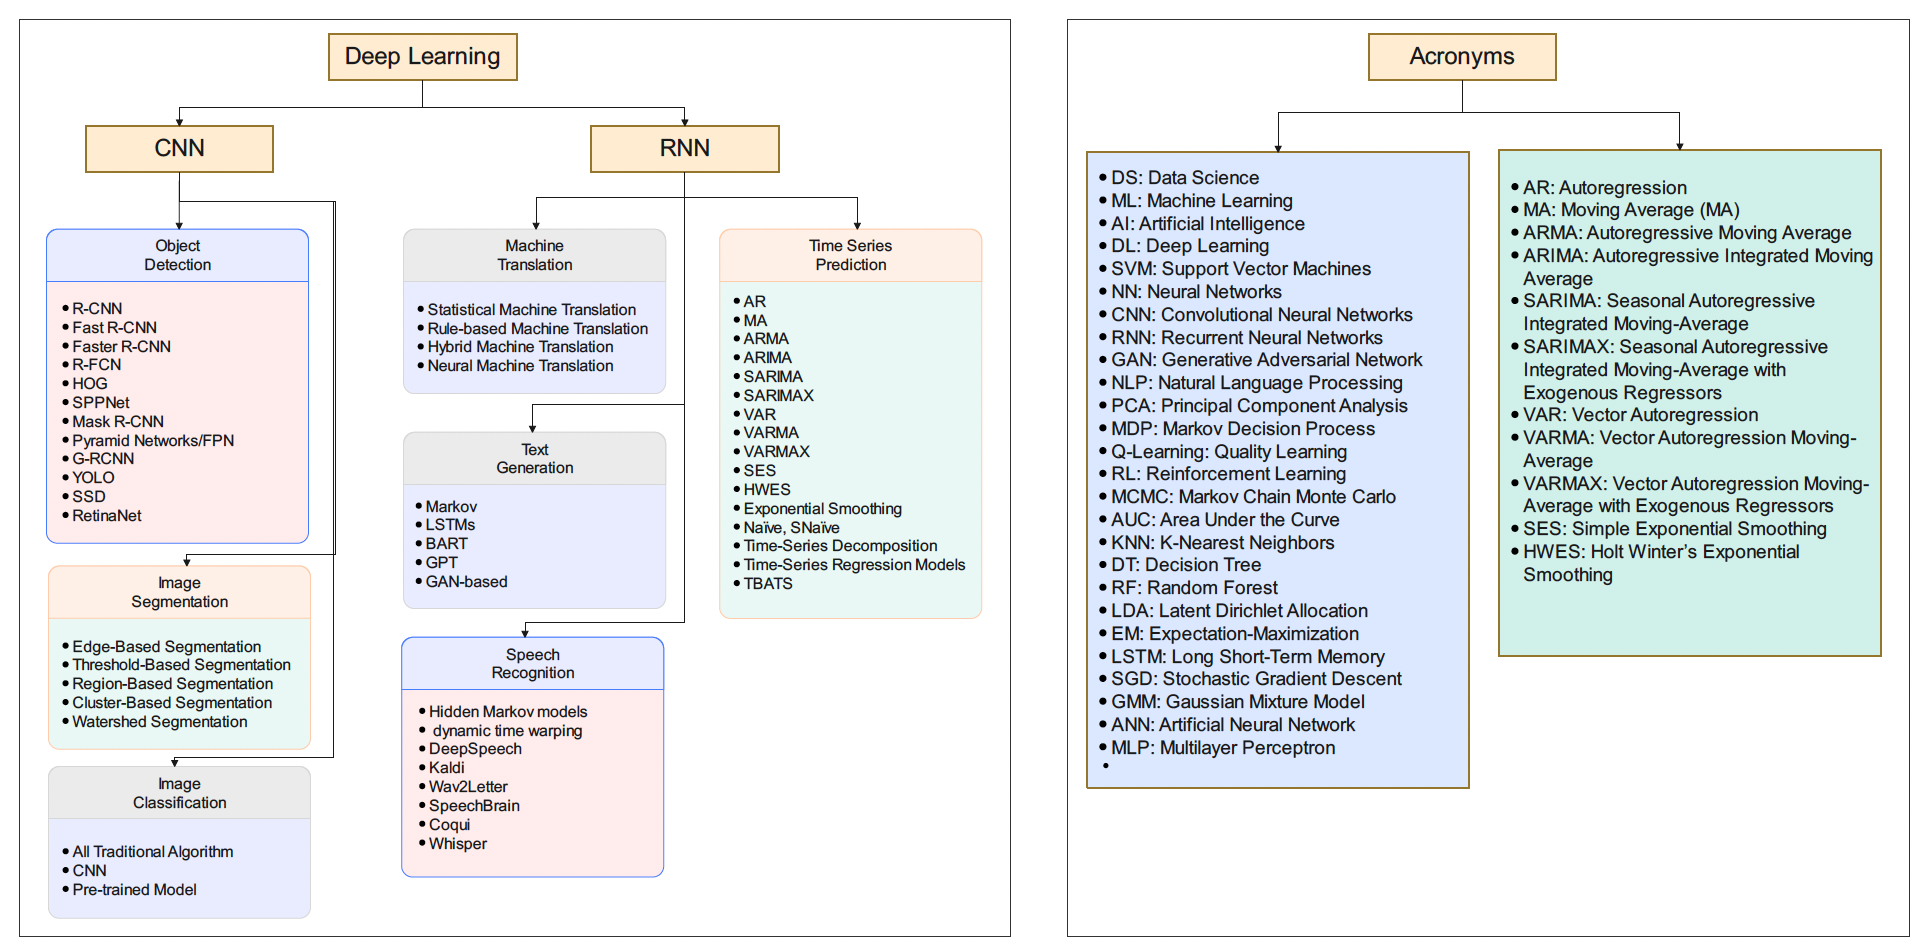 Deep Learning
CNN
RNN
Object
Detection
• R-CNN
• Fast R-CNN
• Faster R-CNN
• R-FCN
• HOG
• SPPNet
• Mask R-CNN
• Pyramid Networks/FPN
• G-RCNN
• YOLO
• SSD
• RetinaNet
Image
Segmentation
• Edge-Based Segmentation
• Threshold-Based Segmentation
• Region-Based Segmentation
• Cluster-Based Segmentation
• Watershed Segmentation
Image
Classification
• All Traditional Algorithm
• CNN
• Pre-trained Model
Machine
Translation
• Statistical Machine Translation
• Rule-based Machine Translation
• Hybrid Machine Translation
• Neural Machine Translation
Text
Generation
• Markov
• LSTMs
• BART
• GPT
• GAN-based
Speech
Recognition
• Hidden Markov models
• dynamic time warping
• DeepSpeech
• Kaldi
• Wav2Letter
• SpeechBrain
• Coqui
• Whisper
Time Series
Prediction
• AR
• MA
• ARMA
• ARIMA
• SARIMA
• SARIMAX
• VAR
• VARMA
• VARMAX
• SES
• HWES
• Exponential Smoothing
• Naïve, SNaïve
• Time-Series Decomposition
• Time-Series Regression Models
• TBATS
Acronyms
• DS: Data Science
• ML: Machine Learning
• AI: Artificial Intelligence
• DL: Deep Learning
• SVM: Support Vector Machines
• NN: Neural Networks
• CNN: Convolutional Neural Networks
• RNN: Recurrent Neural Networks
• GAN: Generative Adversarial Network
• NLP: Natural Language Processing
• PCA: Principal Component Analysis
• MDP: Markov Decision Process
• Q-Learning: Quality Learning
• RL: Reinforcement Learning
• MCMC: Markov Chain Monte Carlo
• AUC: Area Under the Curve
• KNN: K-Nearest Neighbors
• DT: Decision Tree
• RF: Random Forest
• LDA: Latent Dirichlet Allocation
• EM: Expectation-Maximization
• LSTM: Long Short-Term Memory
• SGD: Stochastic Gradient Descent
• GMM: Gaussian Mixture Model
• ANN: Artificial Neural Network
• MLP: Multilayer Perceptron
•
• AR: Autoregression
• MA: Moving Average (MA)
• ARMA: Autoregressive Moving Average
• ARIMA: Autoregressive Integrated Moving
Average
• SARIMA: Seasonal Autoregressive
Integrated Moving-Average
• SARIMAX: Seasonal Autoregressive
Integrated Moving-Average with
Exogenous Regressors
• VAR: Vector Autoregression
• VARMA: Vector Autoregression Moving-
Average
• VARMAX: Vector Autoregression Moving-
Average with Exogenous Regressors
• SES: Simple Exponential Smoothing
• HWES: Holt Winter’s Exponential
Smoothing